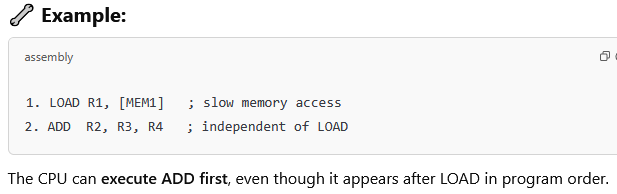 Example:
assembly
1. LOAD R1, [MEM1]   ; slow memory access
2. ADD  R2, R3, R4   ; independent of LOAD
The CPU can execute ADD first, even though it appears after LOAD in program order.